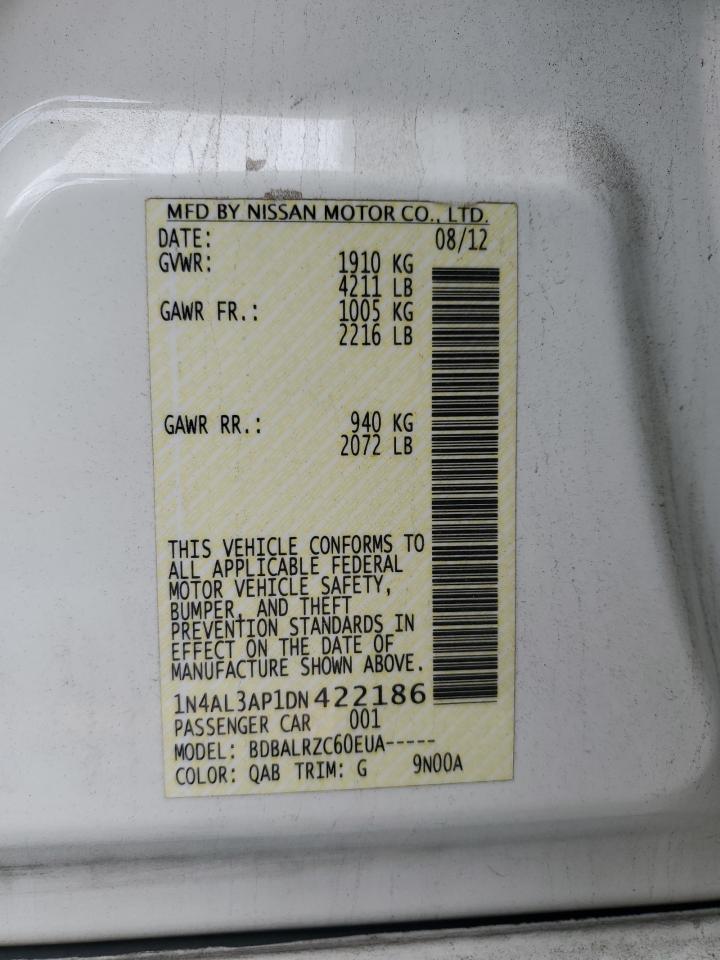 MFD BY NISSAN MOTOR CO., LTD.
DATE: 08/12
GVWR: 1910 KG
4211 LB
GAWR FR.: 1005 KG
2216 LB
GAWR RR.: 940 KG
2072 LB
THIS VEHICLE CONFORMS TO
ALL APPLICABLE FEDERAL
MOTOR VEHICLE SAFETY,
BUMPER, AND THEFT
PREVENTION STANDARDS IN
EFFECT ON THE DATE OF
MANUFACTURE SHOWN ABOVE.
1N4AL3AP1DN422186
PASSENGER CAR 001
MODEL: BDBALRZC60EUA-----
COLOR: QAB TRIM: G 9N00A